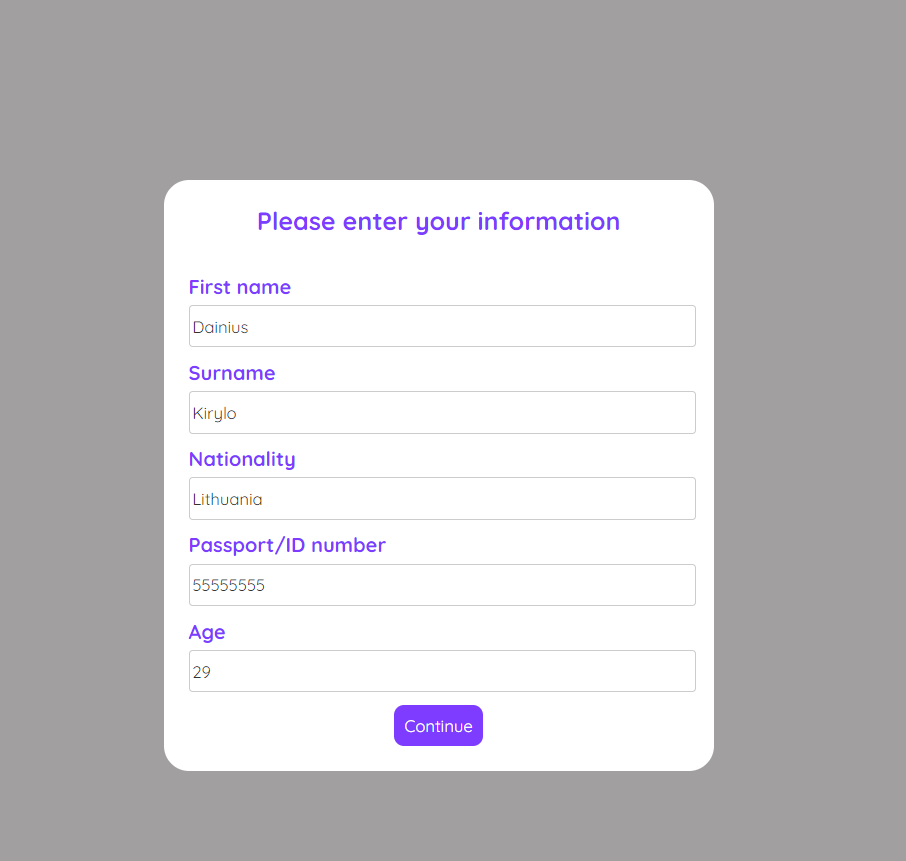 Please enter your information
First name
Dainius
Surname
Kirylo
Nationality
Lithuania
Passport/ID number
55555555
Age
29
Continue